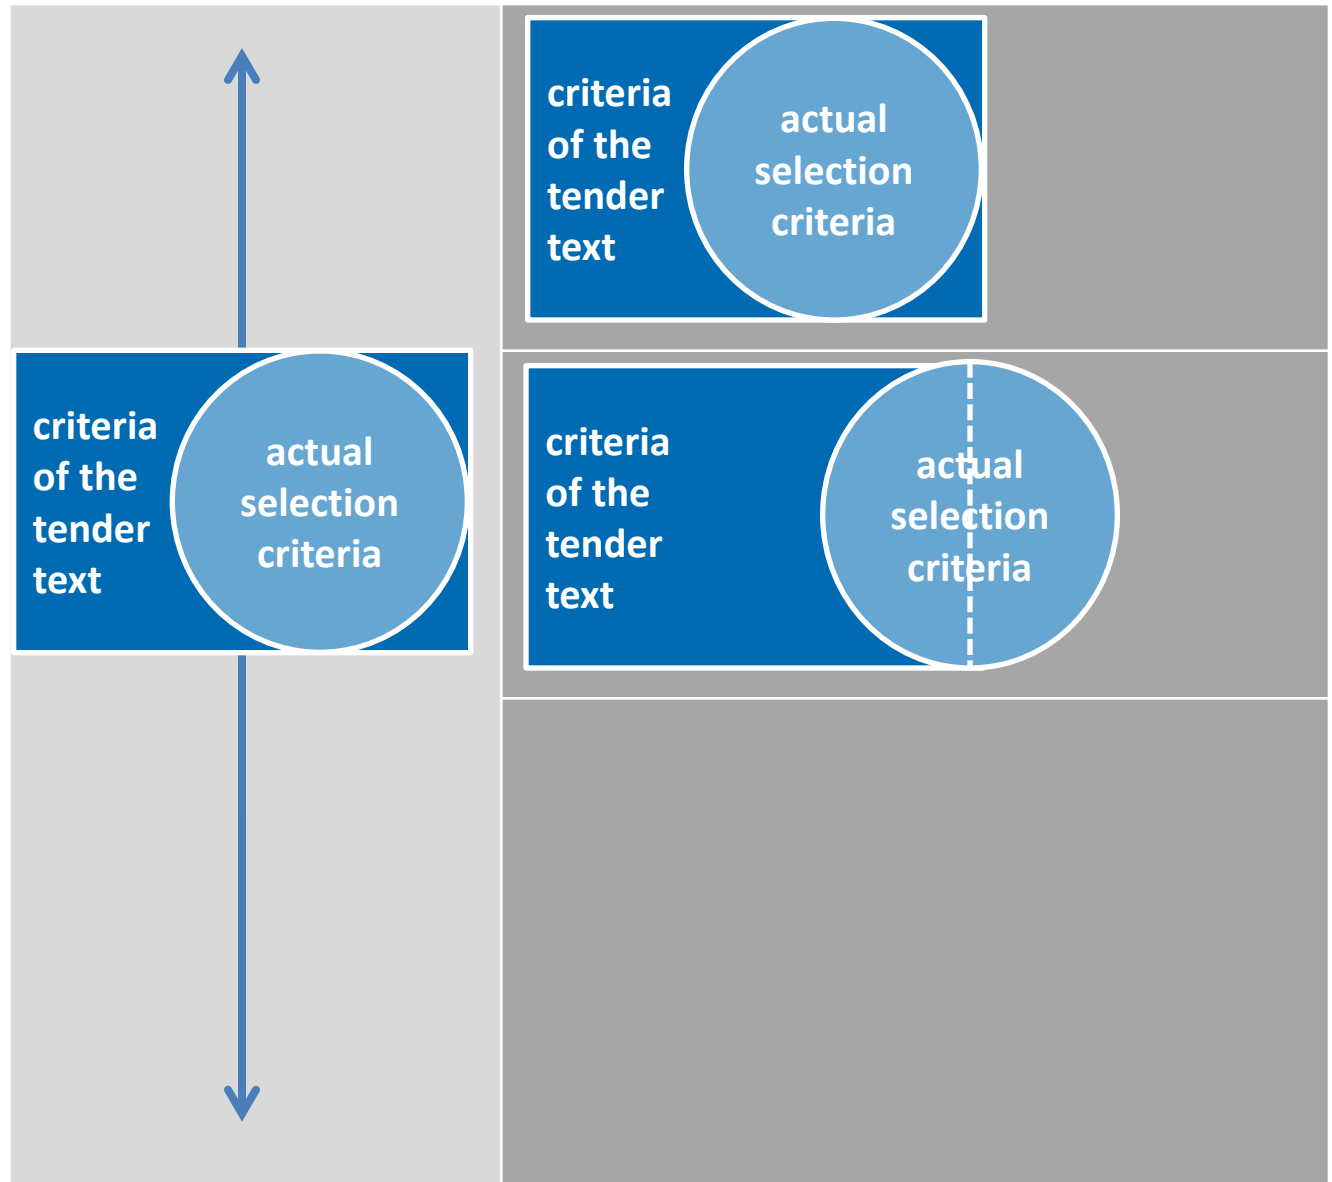 criteria
of the
tender
text
actual
selection
criteria
criteria
of the
tender
text
actual
selection
criteria
criteria
of the
tender
text
actual
selection
criteria